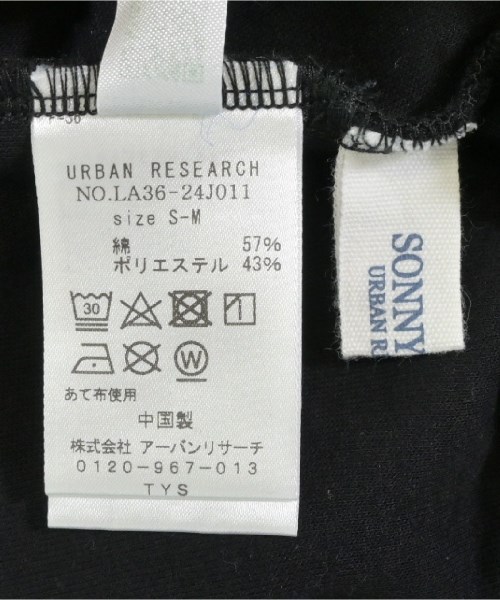 URBAN RESEARCH
NO.LA36-24J011
size S-M
綿 57%
ポリエステル 43%
30
W
あて布使用
中国製
株式会社 アーバンリサーチ
0120-967-013
TYS
SONNY
URBAN